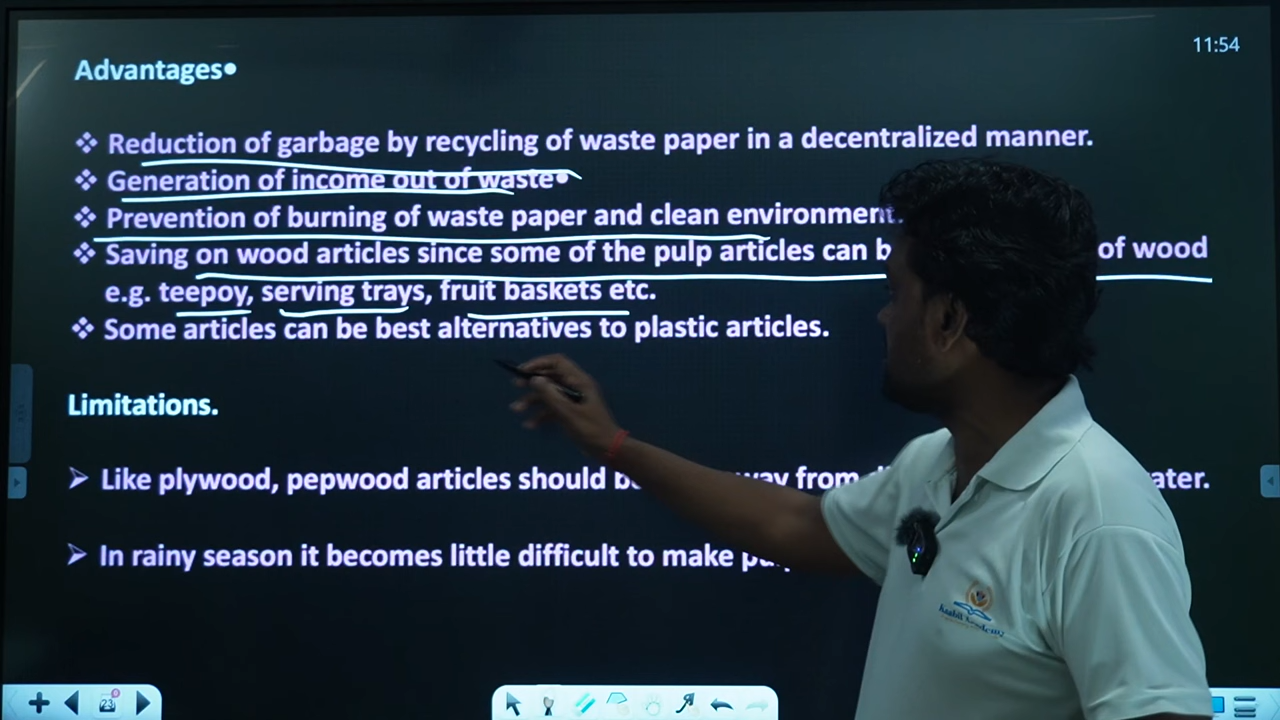 11:54
Advantages•
❖ Reduction of garbage by recycling of waste paper in a decentralized manner.
❖ Generation of income out of waste•
❖ Prevention of burning of waste paper and clean environment.
❖ Saving on wood articles since some of the pulp articles can of wood
e.g. teepoy, serving trays, fruit baskets etc.
❖ Some articles can be best alternatives to plastic articles.
Limitations.
➢ Like plywood, pepwood articles should from
➢ In rainy season it becomes little difficult to make
23